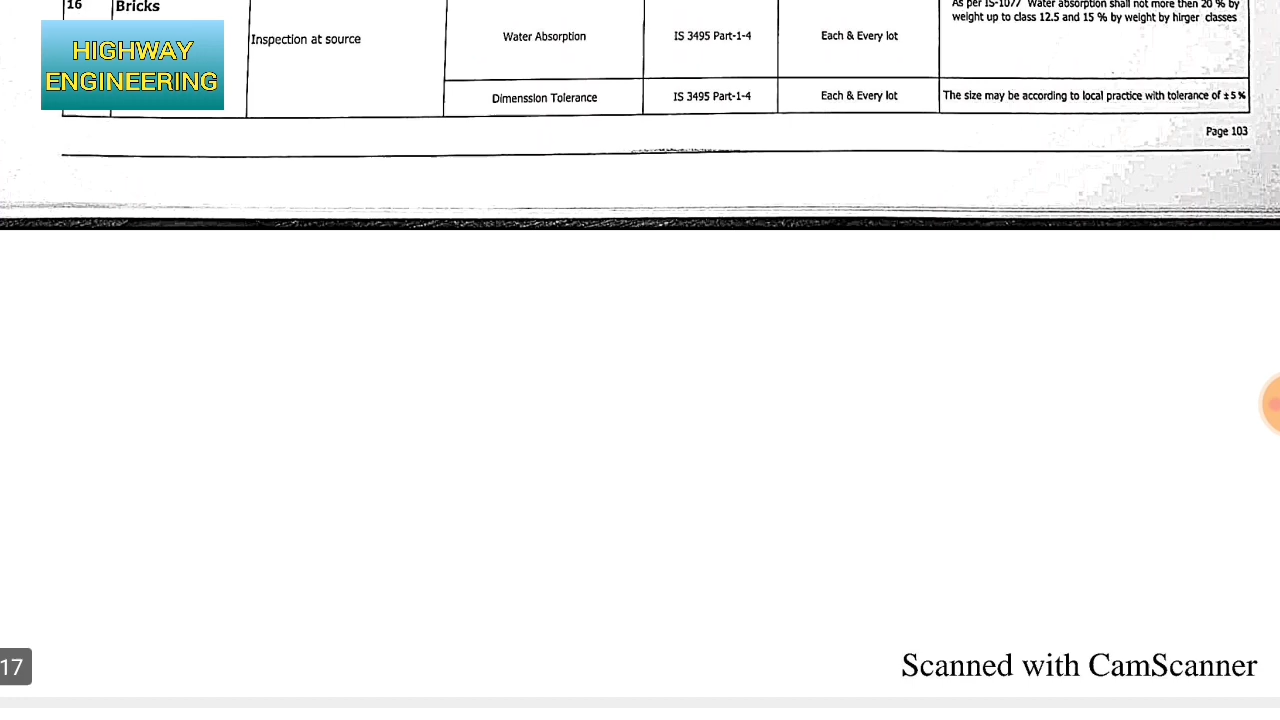 16
Bricks
As per IS-1077 Water absorption shall not more then 20 % by
weight up to class 12.5 and 15 % by weight by hirger classes
HIGHWAY
ENGINEERING
Inspection at source
Water Absorption
IS 3495 Part-1-4
Each & Every lot
Dimenssion Tolerance
IS 3495 Part-1-4
Each & Every lot
The size may be according to local practice with tolerance of ±5%
Page 103
17
Scanned with CamScanner